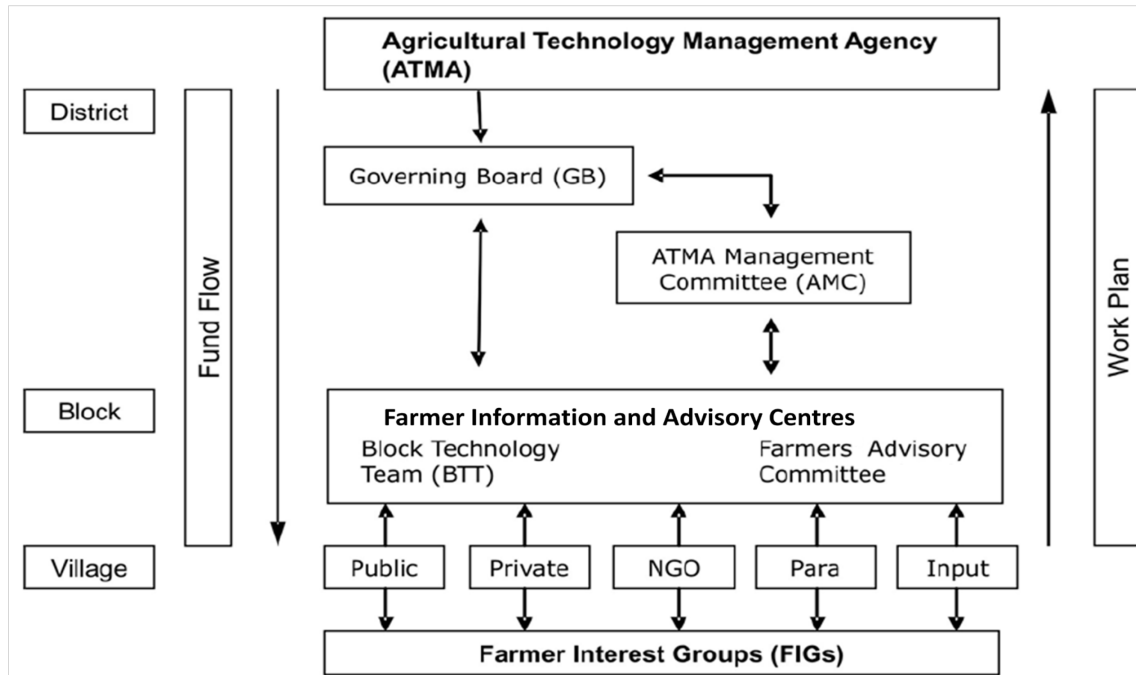 Agricultural Technology Management Agency
(ATMA)
District
Governing Board (GB)
ATMA Management
Committee (AMC)
Fund Flow
Work Plan
Block
Farmer Information and Advisory Centres
Block Technology
Team (BTT)
Farmers Advisory
Committee
Village
Public
Private
NGO
Para
Input
Farmer Interest Groups (FIGs)